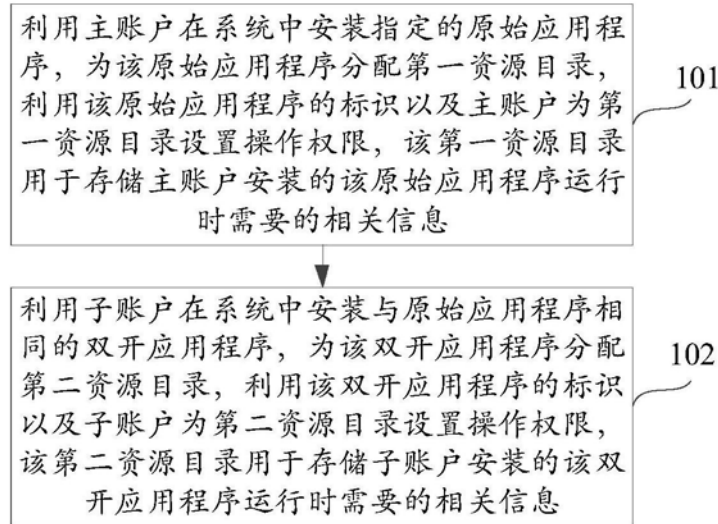 利用主账户在系统中安装指定的原始应用程
序，为该原始应用程序分配第一资源目录，
利用该原始应用程序的标识以及主账户为第
一资源目录设置操作权限，该第一资源目录
用于存储主账户安装的该原始应用程序运行
时需要的相关信息
101
利用子账户在系统中安装与原始应用程序相
同的双开应用程序，为该双开应用程序分配
第二资源目录，利用该双开应用程序的标识
以及子账户为第二资源目录设置操作权限，
该第二资源目录用于存储子账户安装的该双
开应用程序运行时需要的相关信息
102